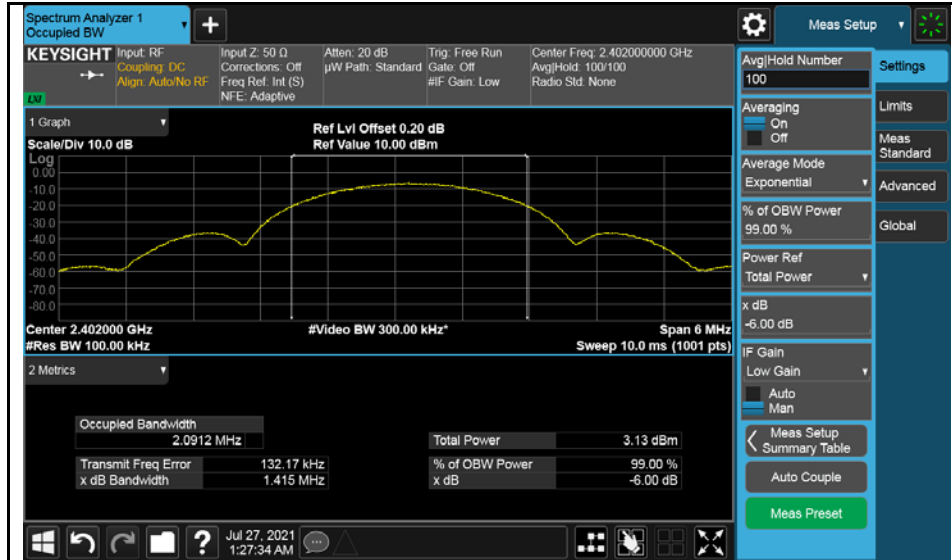 Spectrum Analyzer 1
Occupied BW
+
Meas Setup
KEYSIGHT
LXI
Input: RF
Coupling: DC
Align: Auto/No RF
Input Z: 50 Ω
Corrections: Off
Freq Ref: Int (S)
NFE: Adaptive
Atten: 20 dB
µW Path: Standard
Trig: Free Run
Gate: Off
#IF Gain: Low
Center Freq: 2.402000000 GHz
Avg|Hold: 100/100
Radio Std: None
1 Graph
Scale/Div 10.0 dB
Ref Lvl Offset 0.20 dB
Ref Value 10.00 dBm
Log
0.00
-10.0
-20.0
-30.0
-40.0
-50.0
-60.0
-70.0
-80.0
Center 2.402000 GHz
#Res BW 100.00 kHz
#Video BW 300.00 kHz*
Span 6 MHz
Sweep 10.0 ms (1001 pts)
2 Metrics
Occupied Bandwidth
2.0912 MHz
Total Power 3.13 dBm
Transmit Freq Error 132.17 kHz
% of OBW Power 99.00 %
x dB Bandwidth 1.415 MHz
x dB -6.00 dB
Avg|Hold Number
100
Averaging
On
Off
Average Mode
Exponential
% of OBW Power
99.00 %
Power Ref
Total Power
x dB
-6.00 dB
IF Gain
Low Gain
Auto
Man
Meas Setup
Summary Table
Auto Couple
Meas Preset
Settings
Limits
Meas
Standard
Advanced
Global
?
Jul 27, 2021
1:27:34 AM